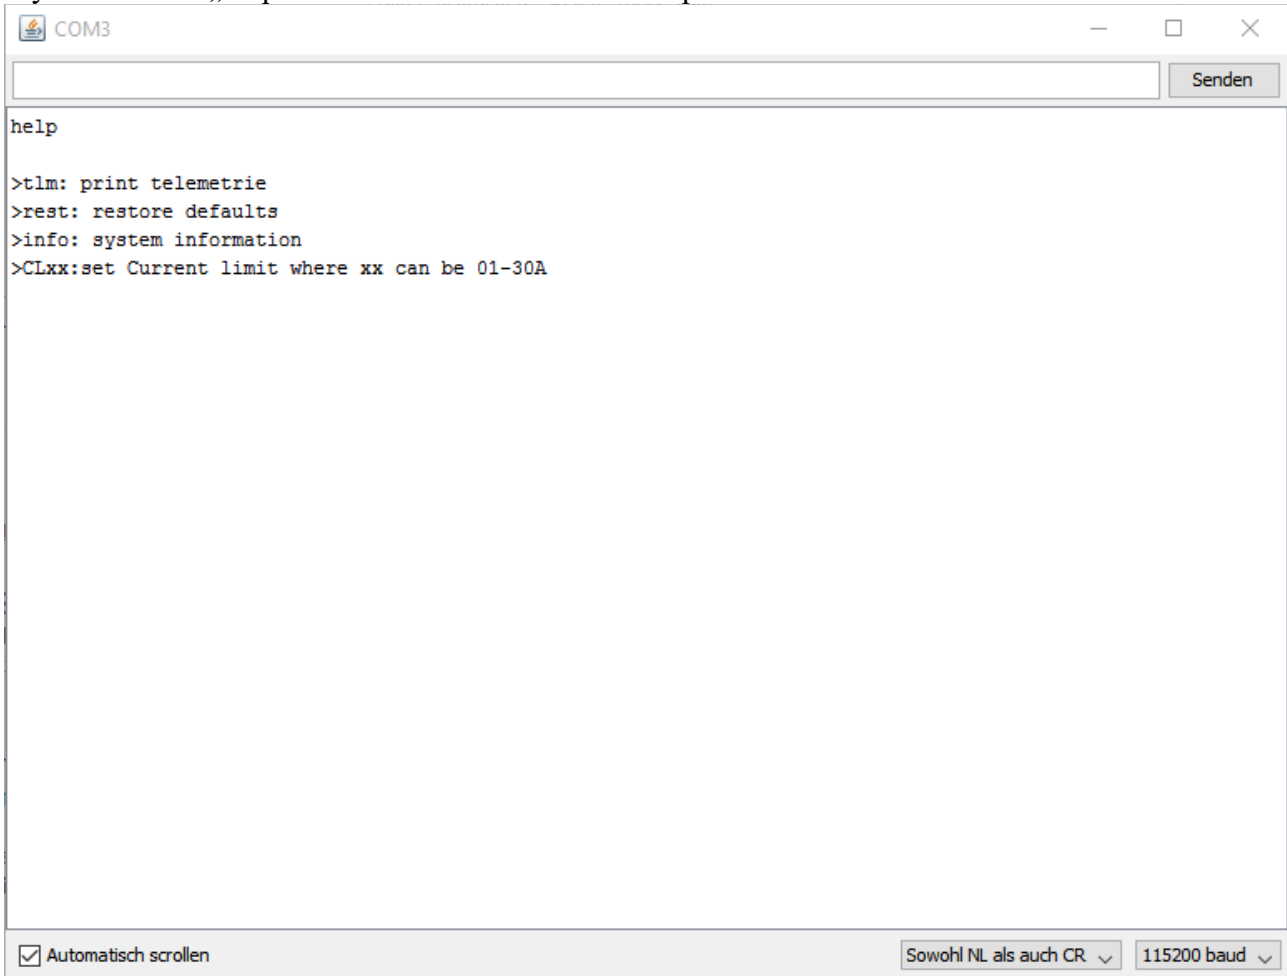 COM3
Senden
help
>tlm: print telemetrie
>rest: restore defaults
>info: system information
>CLxx:set Current limit where xx can be 01-30A
Automatisch scrollen
Sowohl NL als auch CR
115200 baud